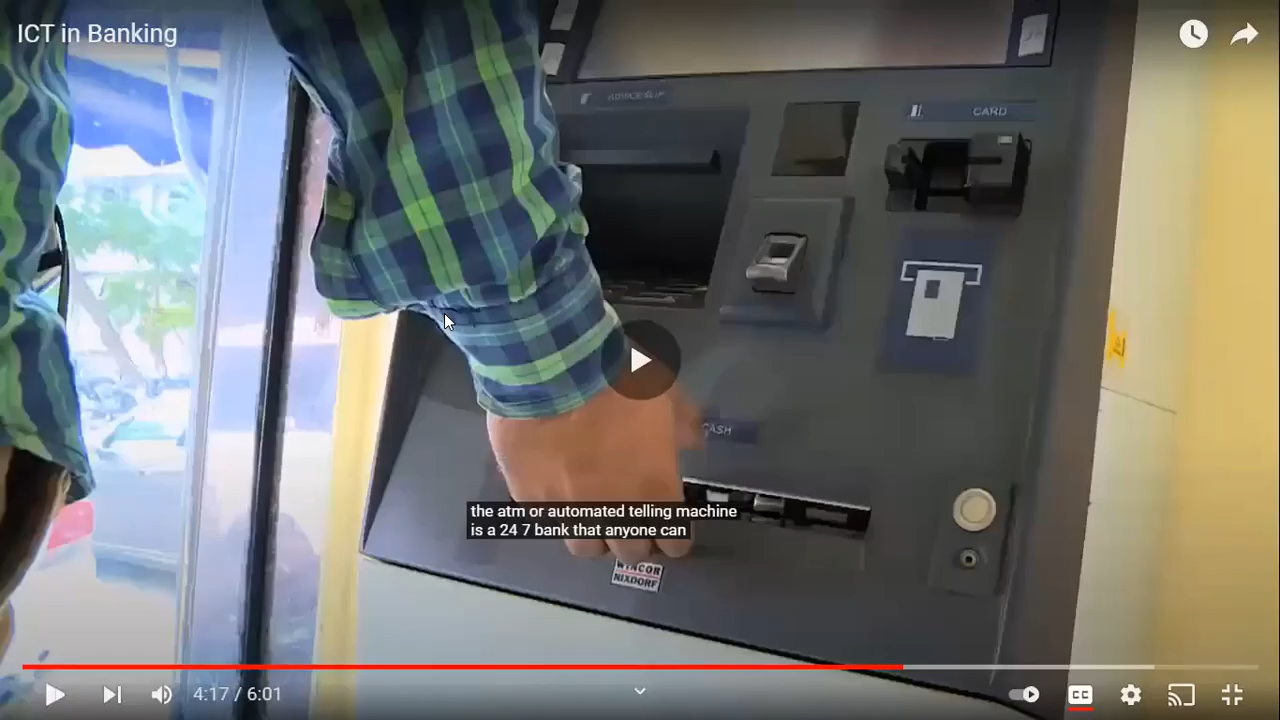 ICT in Banking
ADVICE SLIP
CARD
CASH
the atm or automated telling machine
is a 24 7 bank that anyone can
WINCOR
NIXDORF
4:17 / 6:01
CC